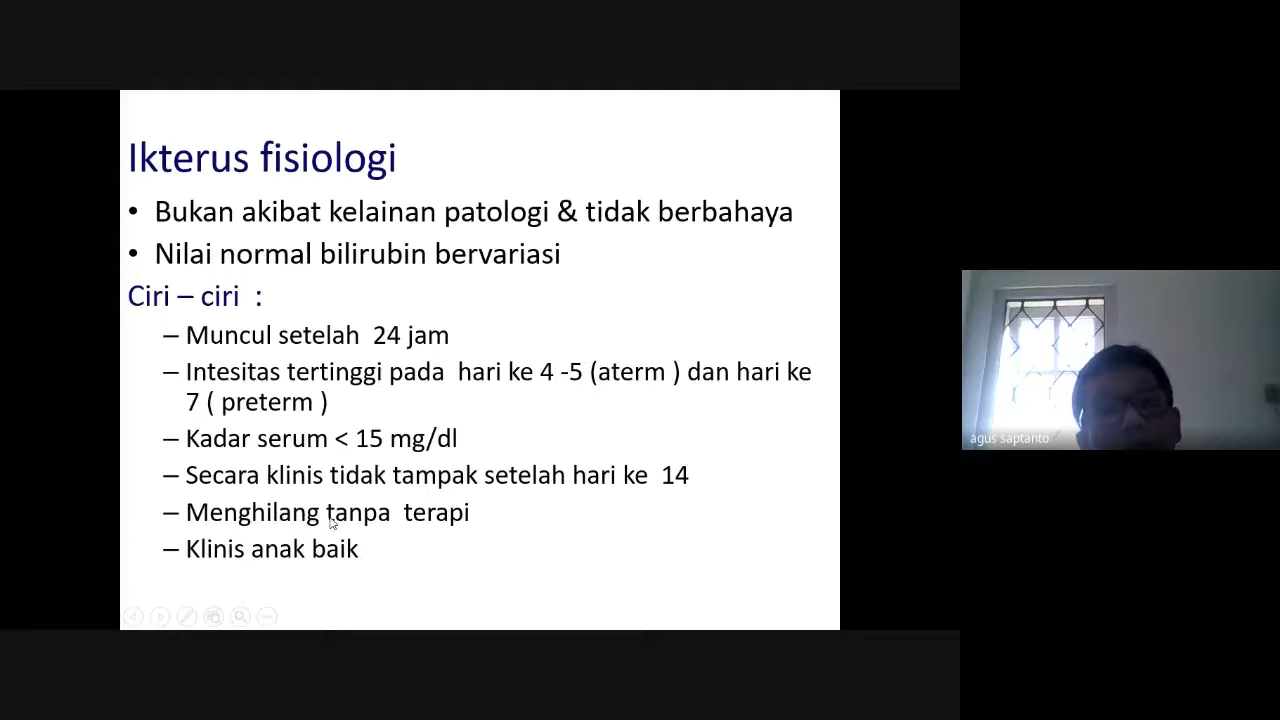 Ikterus fisiologi
• Bukan akibat kelainan patologi & tidak berbahaya
• Nilai normal bilirubin bervariasi
Ciri – ciri :
– Muncul setelah 24 jam
– Intesitas tertinggi pada hari ke 4 -5 (aterm ) dan hari ke
7 ( preterm )
– Kadar serum < 15 mg/dl
– Secara klinis tidak tampak setelah hari ke 14
– Menghilang tanpa terapi
– Klinis anak baik
agus saptanto